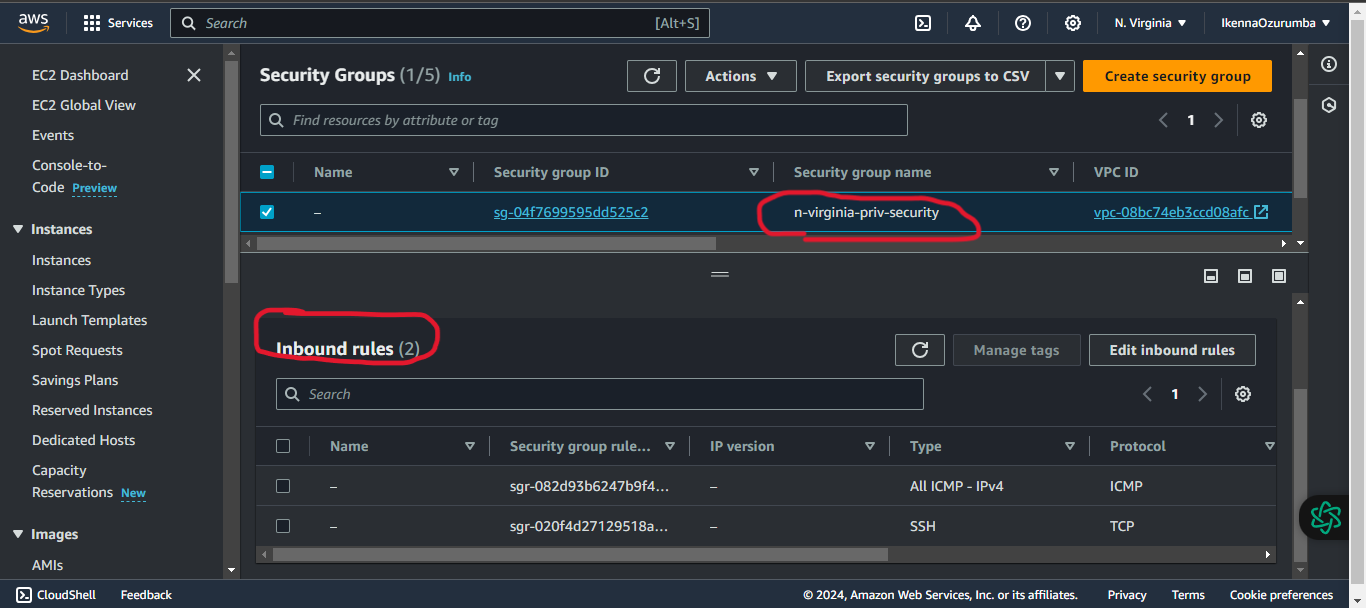 aws
Services
Search
[Alt+S]
N. Virginia
IkennaOzurumba
EC2 Dashboard
EC2 Global View
Events
Console-to-
Code Preview
Instances
Instances
Instance Types
Launch Templates
Spot Requests
Savings Plans
Reserved Instances
Dedicated Hosts
Capacity
Reservations New
Images
AMIs
Security Groups (1/5) Info
Actions
Export security groups to CSV
Create security group
Find resources by attribute or tag
1
Name Security group ID Security group name VPC ID
– sg-04f7699595dd525c2 n-virginia-priv-security vpc-08bc74eb3ccd08afc
Inbound rules (2)
Manage tags
Edit inbound rules
Search
1
Name Security group rule... IP version Type Protocol
– sgr-082d93b6247b9f4... – All ICMP - IPv4 ICMP
– sgr-020f4d27129518a... – SSH TCP
CloudShell Feedback © 2024, Amazon Web Services, Inc. or its affiliates. Privacy Terms Cookie preferences